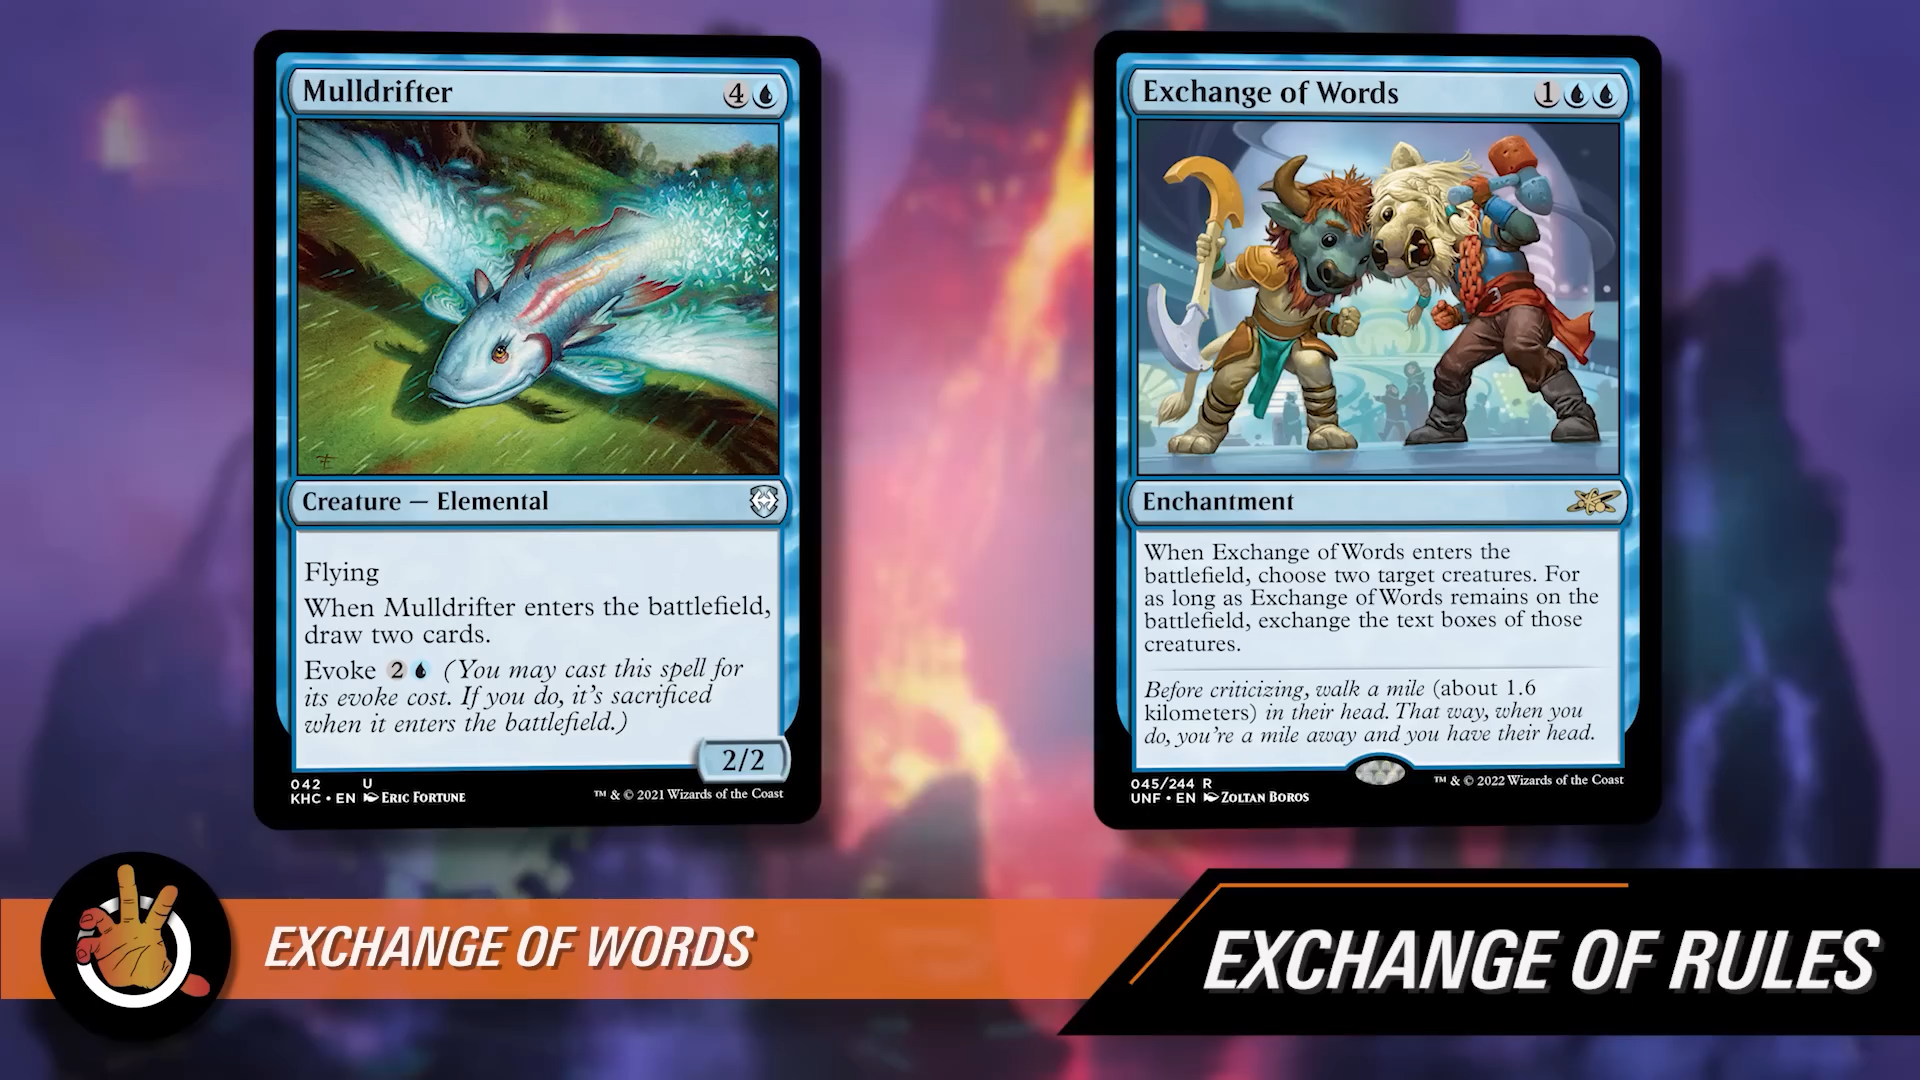 Mulldrifter 4
Creature — Elemental
Flying
When Mulldrifter enters the battlefield,
draw two cards.
Evoke 2 (You may cast this spell for
its evoke cost. If you do, it's sacrificed
when it enters the battlefield.)
2/2
042 U
KHC • EN Eric Fortune
™ & © 2021 Wizards of the Coast
Exchange of Words 1
Enchantment
When Exchange of Words enters the
battlefield, choose two target creatures. For
as long as Exchange of Words remains on the
battlefield, exchange the text boxes of those
creatures.
Before criticizing, walk a mile (about 1.6
kilometers) in their head. That way, when you
do, you're a mile away and you have their head.
045/244 R
UNF • EN Zoltan Boros
™ & © 2022 Wizards of the Coast
EXCHANGE OF WORDS
EXCHANGE OF RULES